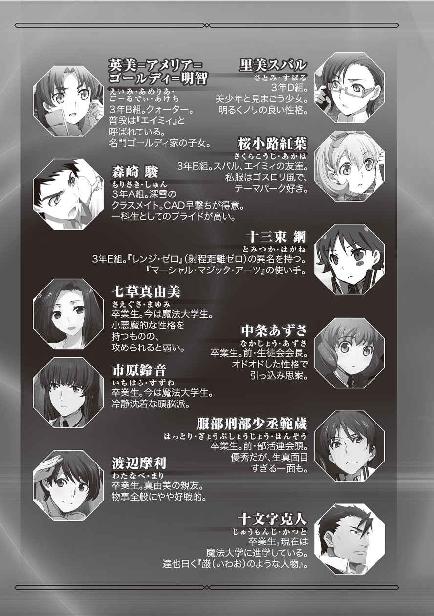 英美=アメリア=
ゴールディ=明智
えいみ・あめりあ・
ごーるでぃ・あけち
3年B組。クォーター。
普段は『エイミィ』と
呼ばれている。
名門ゴールディ家の子女。
里美スバル
さとみ・すばる
3年D組。
美少年と見まごう少女。
明るくノリの良い性格。
桜小路紅葉
さくらこうじ・あかは
3年E組。スバル、エイミィの友達。
私服はゴスロリ風で、
テーマパーク好き。
森崎 駿
もりさき・しゅん
3年A組。深雪の
クラスメイト。CAD早撃ちが得意。
一科生としてのプライドが高い。
十三束 鋼
とみつか・はがね
3年E組。『レンジ・ゼロ』(射程距離ゼロ)の異名を持つ。
『マーシャル・マジック・アーツ』の使い手。
七草真由美
さえぐさ・まゆみ
卒業生。今は魔法大学生。
小悪魔的な性格を
持つものの、
攻められると弱い。
中条あずさ
なかじょう・あずさ
卒業生。前・生徒会会長。
オドオドした性格で
引っ込み思案。
市原鈴音
いちはら・すずね
卒業生。今は魔法大学生。
冷静沈着な頭脳派。
服部刑部少丞範蔵
はっとり・ぎょうぶしょうじょう・はんぞう
卒業生。前・部活連会頭。
優秀だが、生真面目
すぎる一面も。
渡辺摩利
わたなべ・まり
卒業生。真由美の親友。
物事全般にやや好戦的。
十文字克人
じゅうもんじ・かつと
卒業生。現在は
魔法大学に進学している。
達也曰く『巌(いわお)のような人物』。